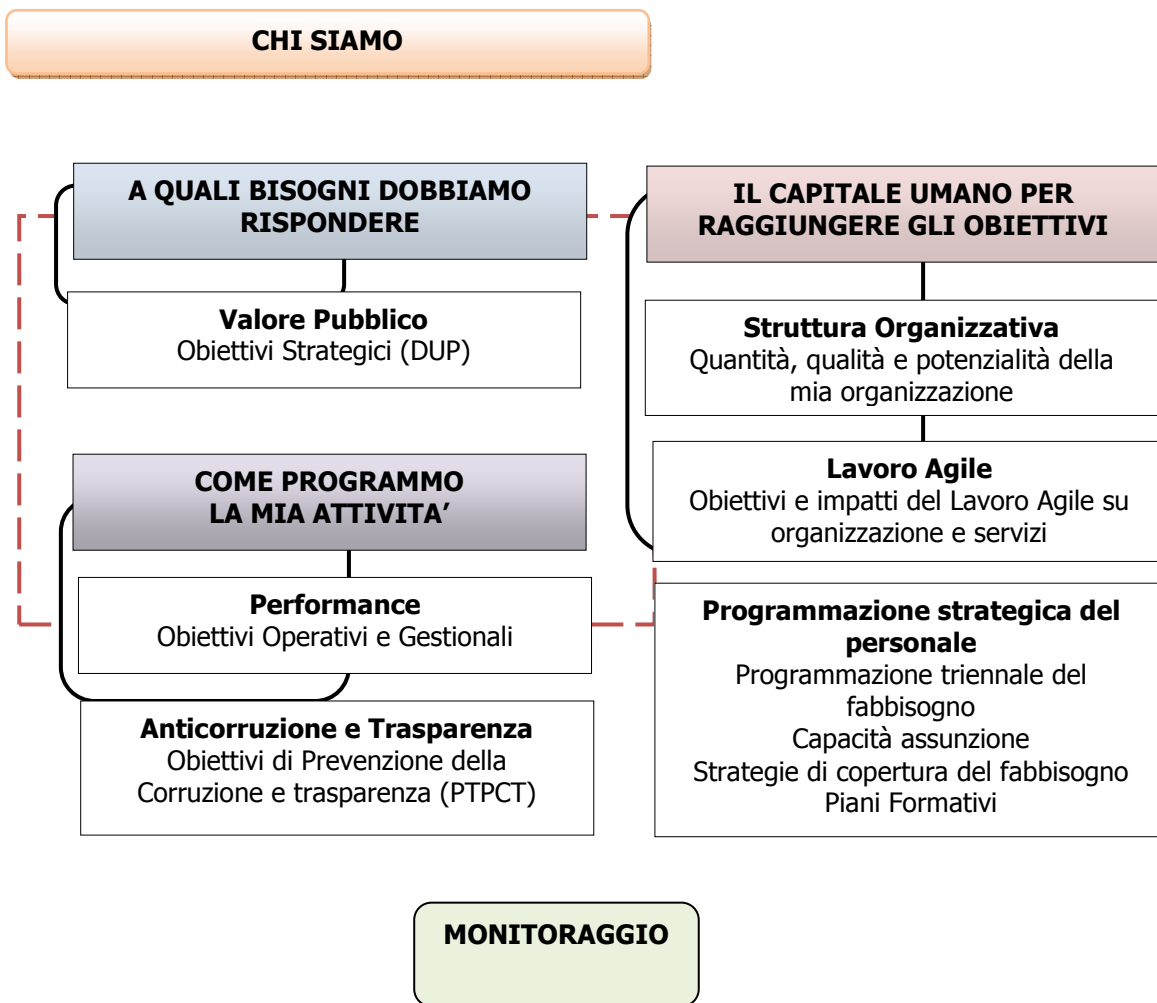 CHI SIAMO
A QUALI BISOGNI DOBBIAMO
RISPONDERE
Valore Pubblico
Obiettivi Strategici (DUP)
COME PROGRAMMO
LA MIA ATTIVITA’
Performance
Obiettivi Operativi e Gestionali
Anticorruzione e Trasparenza
Obiettivi di Prevenzione della
Corruzione e trasparenza (PTPCT)
IL CAPITALE UMANO PER
RAGGIUNGERE GLI OBIETTIVI
Struttura Organizzativa
Quantità, qualità e potenzialità della
mia organizzazione
Lavoro Agile
Obiettivi e impatti del Lavoro Agile su
organizzazione e servizi
Programmazione strategica del
personale
Programmazione triennale del
fabbisogno
Capacità assunzione
Strategie di copertura del fabbisogno
Piani Formativi
MONITORAGGIO